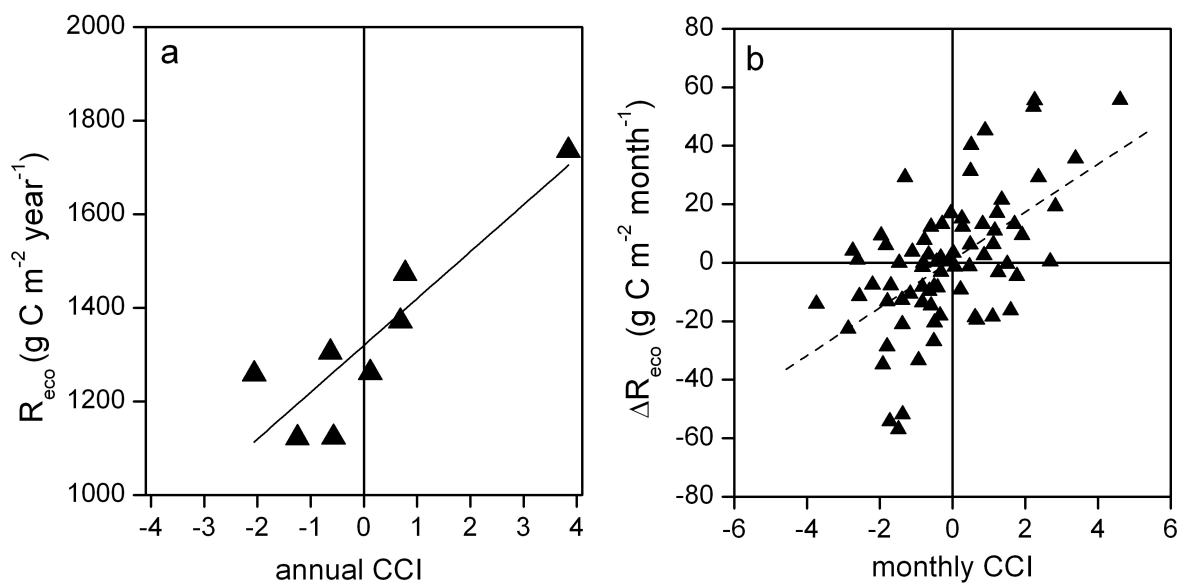 a
2000
1800
1600
1400
1200
1000
R_eco (g C m^-2 year^-1)
-4 -3 -2 -1 0 1 2 3 4
annual CCI
b
80
60
40
20
0
-20
-40
-60
-80
ΔR_eco (g C m^-2 month^-1)
-6 -4 -2 0 2 4 6
monthly CCI